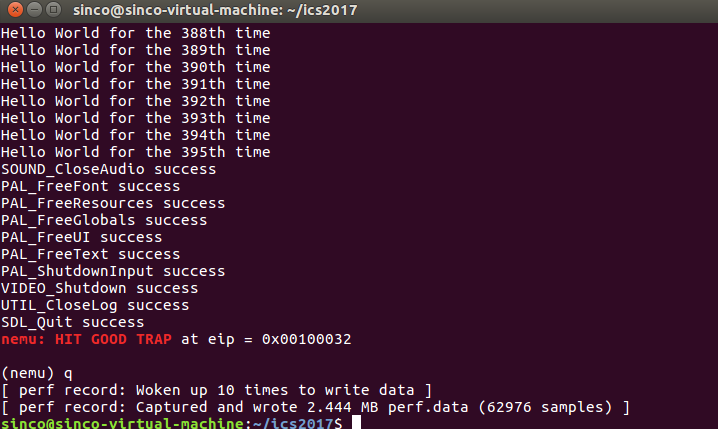 sinco@sinco-virtual-machine: ~/ics2017
Hello World for the 388th time
Hello World for the 389th time
Hello World for the 390th time
Hello World for the 391th time
Hello World for the 392th time
Hello World for the 393th time
Hello World for the 394th time
Hello World for the 395th time
SOUND_CloseAudio success
PAL_FreeFont success
PAL_FreeResources success
PAL_FreeGlobals success
PAL_FreeUI success
PAL_FreeText success
PAL_ShutdownInput success
VIDEO_Shutdown success
UTIL_CloseLog success
SDL_Quit success
nemu: HIT GOOD TRAP at eip = 0x00100032
(nemu) q
[ perf record: Woken up 10 times to write data ]
[ perf record: Captured and wrote 2.444 MB perf.data (62976 samples) ]
sinco@sinco-virtual-machine:~/ics2017$